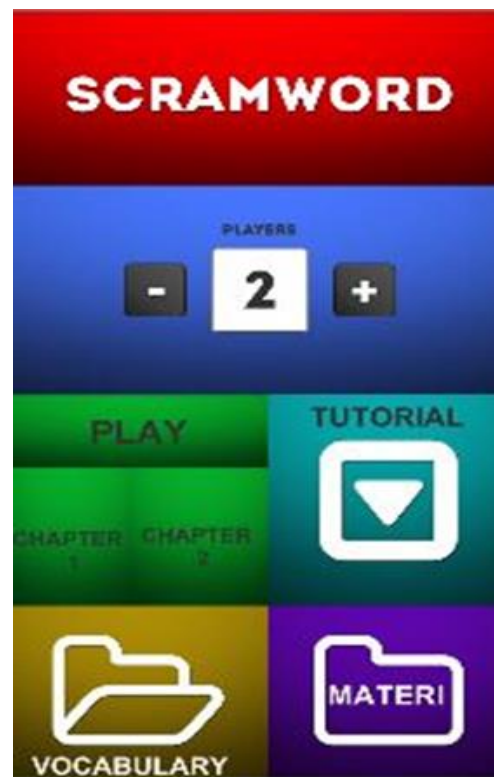 SCRAMWORD
PLAYERS
- 2 +
PLAY
TUTORIAL
CHAPTER CHAPTER
1 2
VOCABULARY
MATERI